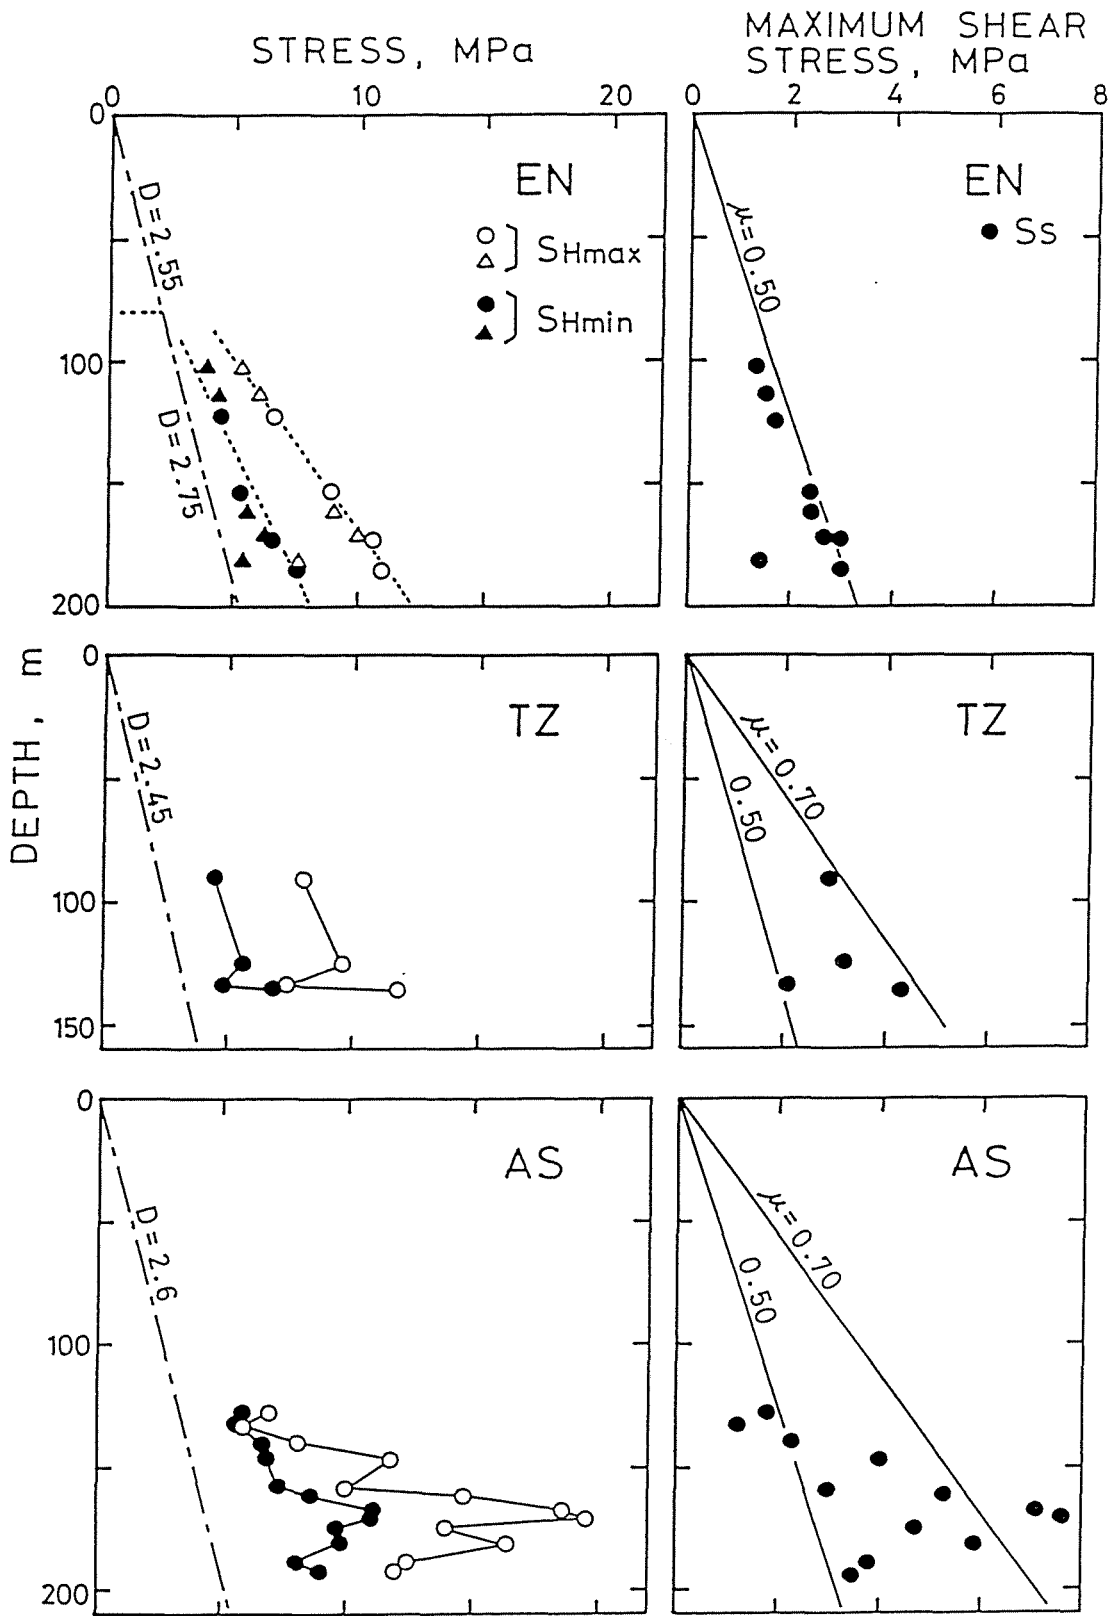 STRESS, MPa
MAXIMUM SHEAR
STRESS, MPa
0 10 20
0 2 4 6 8
DEPTH, m
0
100
200
EN
SHmax
SHmin
D=2.55
D=2.75
EN
Ss
μ=0.50
0
100
150
TZ
D=2.45
TZ
μ=0.70
0.50
0
100
200
AS
D=2.6
AS
μ=0.70
0.50